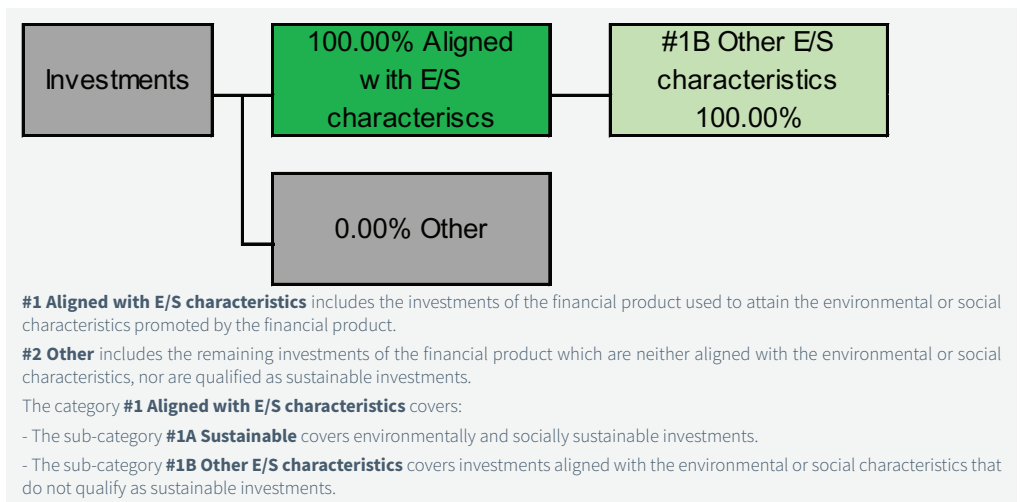 Investments
100.00% Aligned
with E/S
characteriscs
#1B Other E/S
characteristics
100.00%
0.00% Other
#1 Aligned with E/S characteristics includes the investments of the financial product used to attain the environmental or social
characteristics promoted by the financial product.
#2 Other includes the remaining investments of the financial product which are neither aligned with the environmental or social
characteristics, nor are qualified as sustainable investments.
The category #1 Aligned with E/S characteristics covers:
- The sub-category #1A Sustainable covers environmentally and socially sustainable investments.
- The sub-category #1B Other E/S characteristics covers investments aligned with the environmental or social characteristics that
do not qualify as sustainable investments.